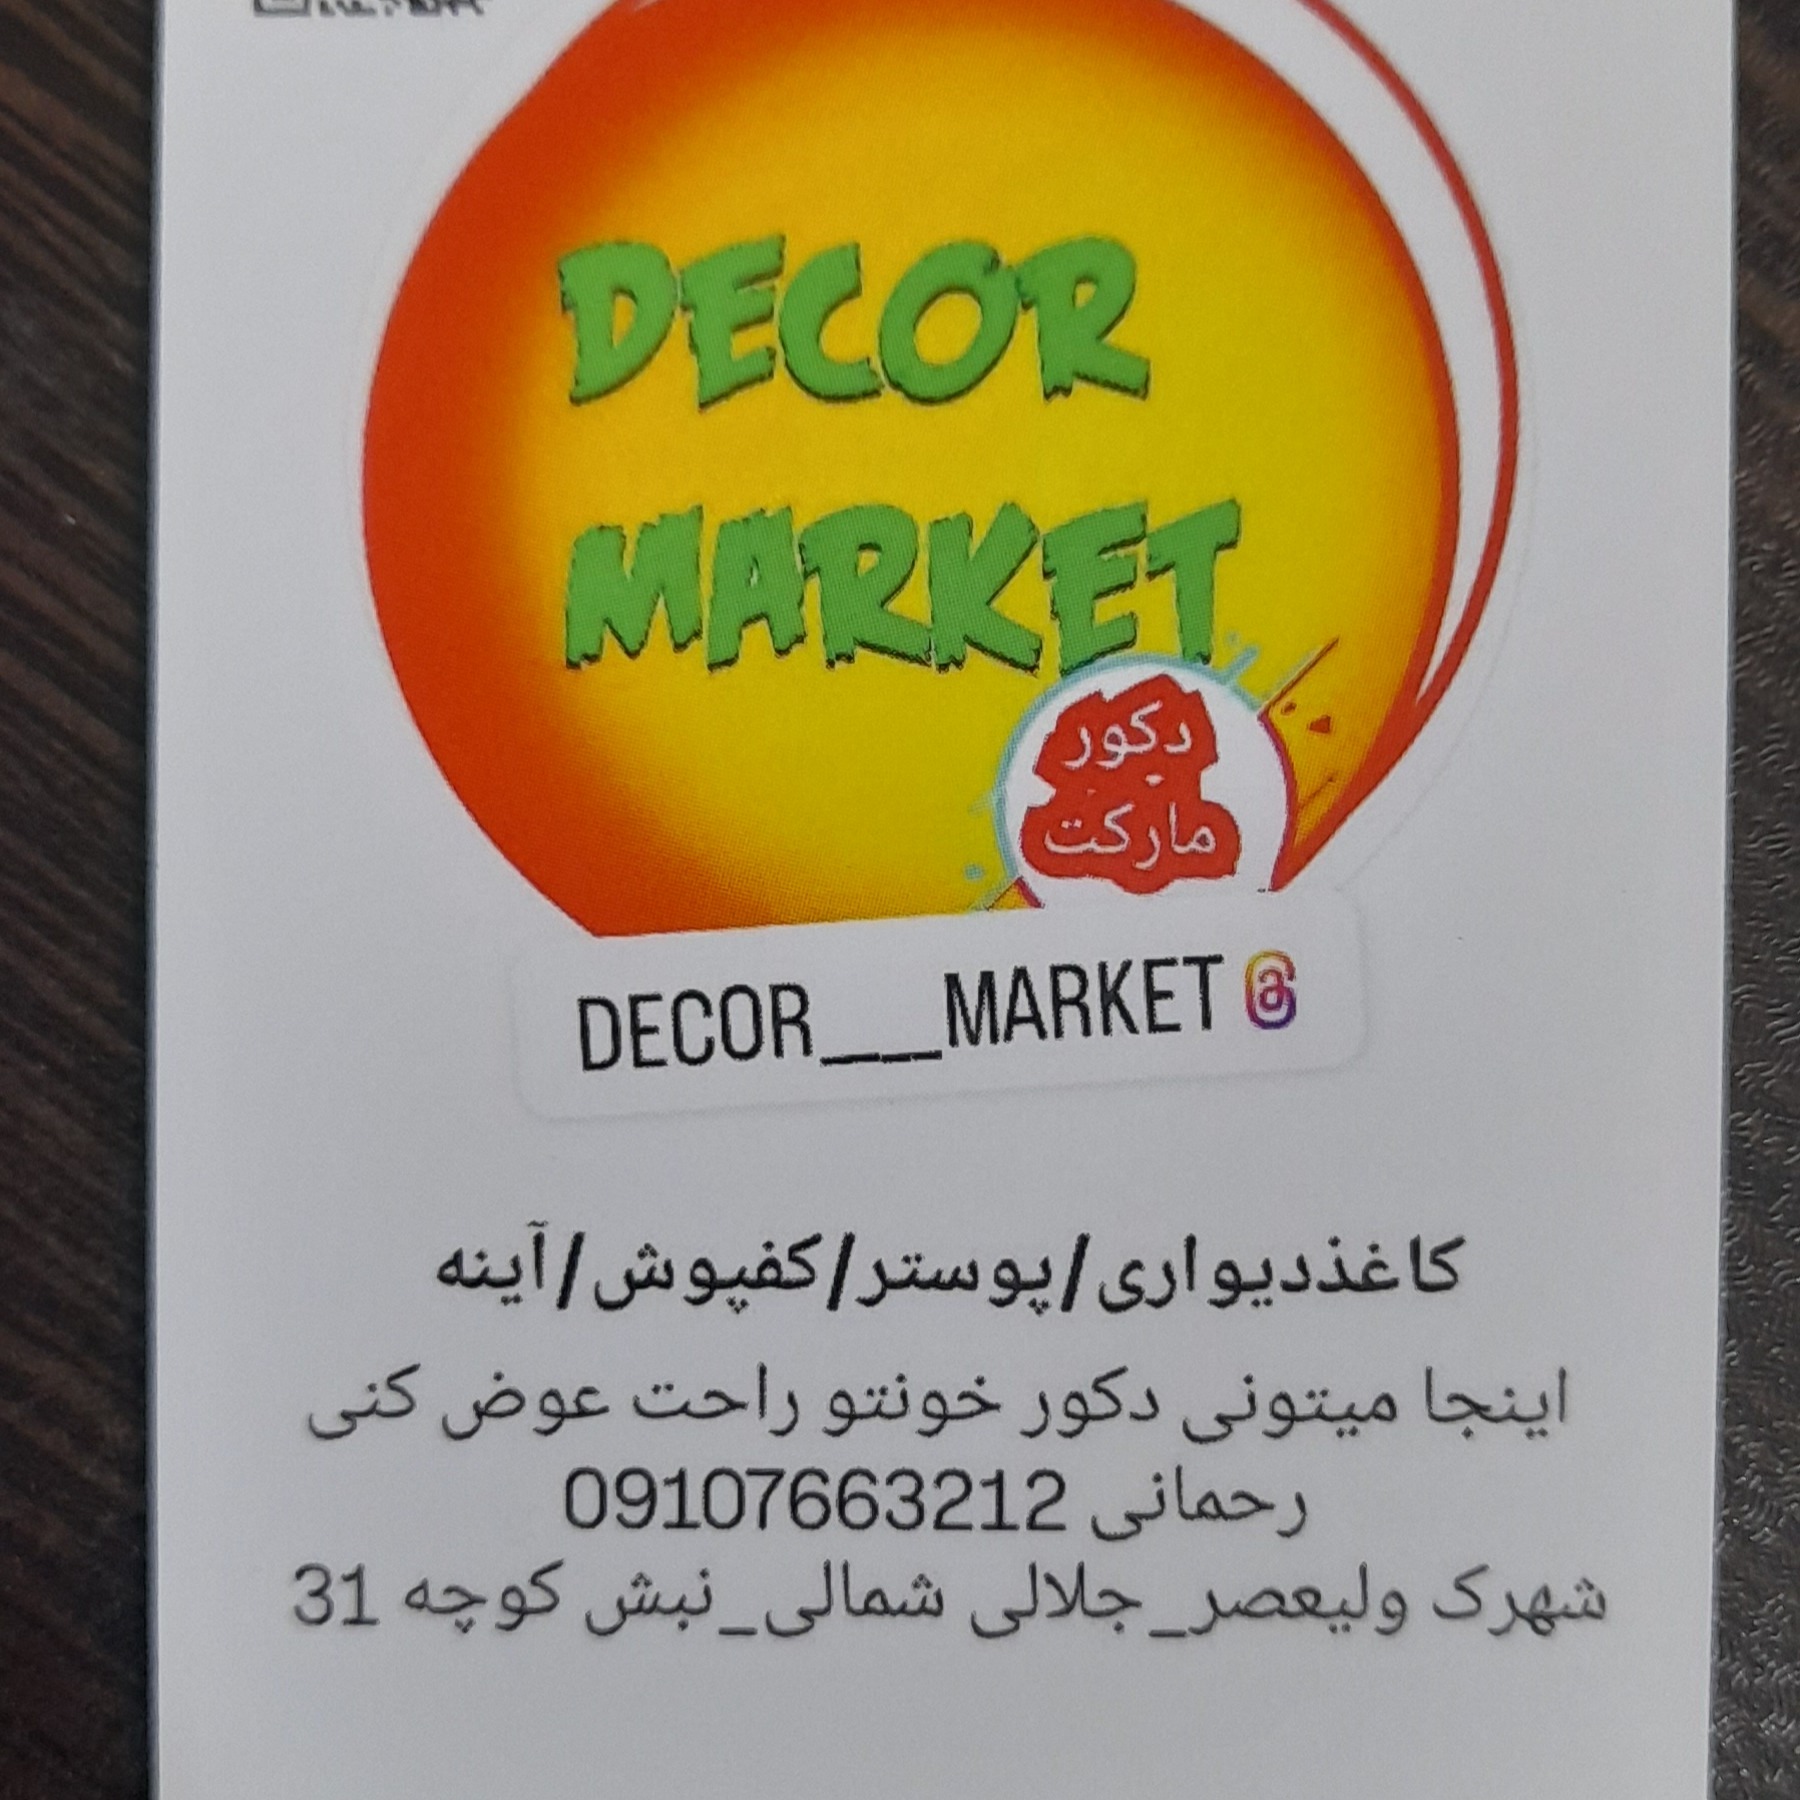 DECOR
MARKET
دکور
مارکت
DECOR___MARKET
کاغذدیواری/پوستر/کفپوش/آینه
اینجا میتونی دکور خونتو راحت عوض کنی
رحمانی 09107663212
شهرک ولیعصر_جلالی شمالی_نبش کوچه 31